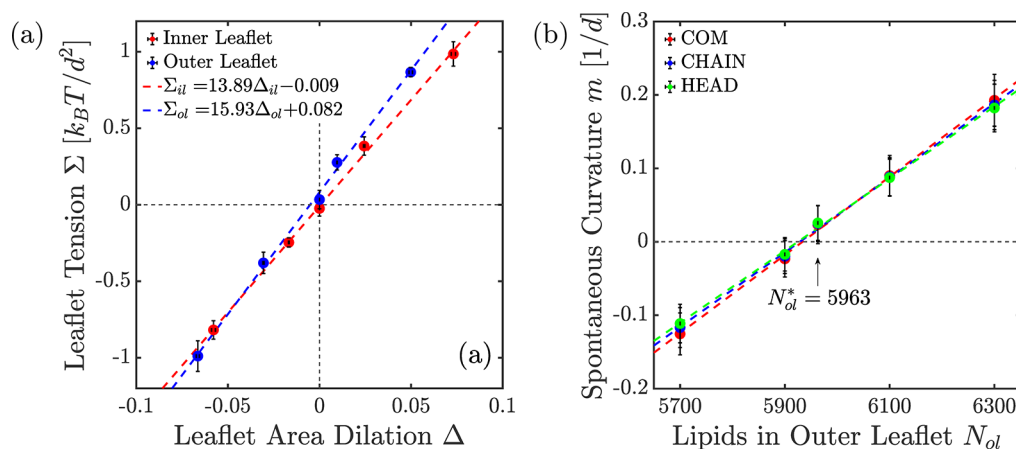 (a)
Leaflet Tension Σ [k_BT/d²]
1
0.5
0
-0.5
-1
Inner Leaflet
Outer Leaflet
Σ_il =13.89Δ_il−0.009
Σ_ol =15.93Δ_ol+0.082
(a)
-0.1
-0.05
0
0.05
0.1
Leaflet Area Dilation Δ
(b)
Spontaneous Curvature m [1/d]
0.3
0.2
0.1
0
-0.1
-0.2
COM
CHAIN
HEAD
N*_ol = 5963
5700
5900
6100
6300
Lipids in Outer Leaflet N_ol